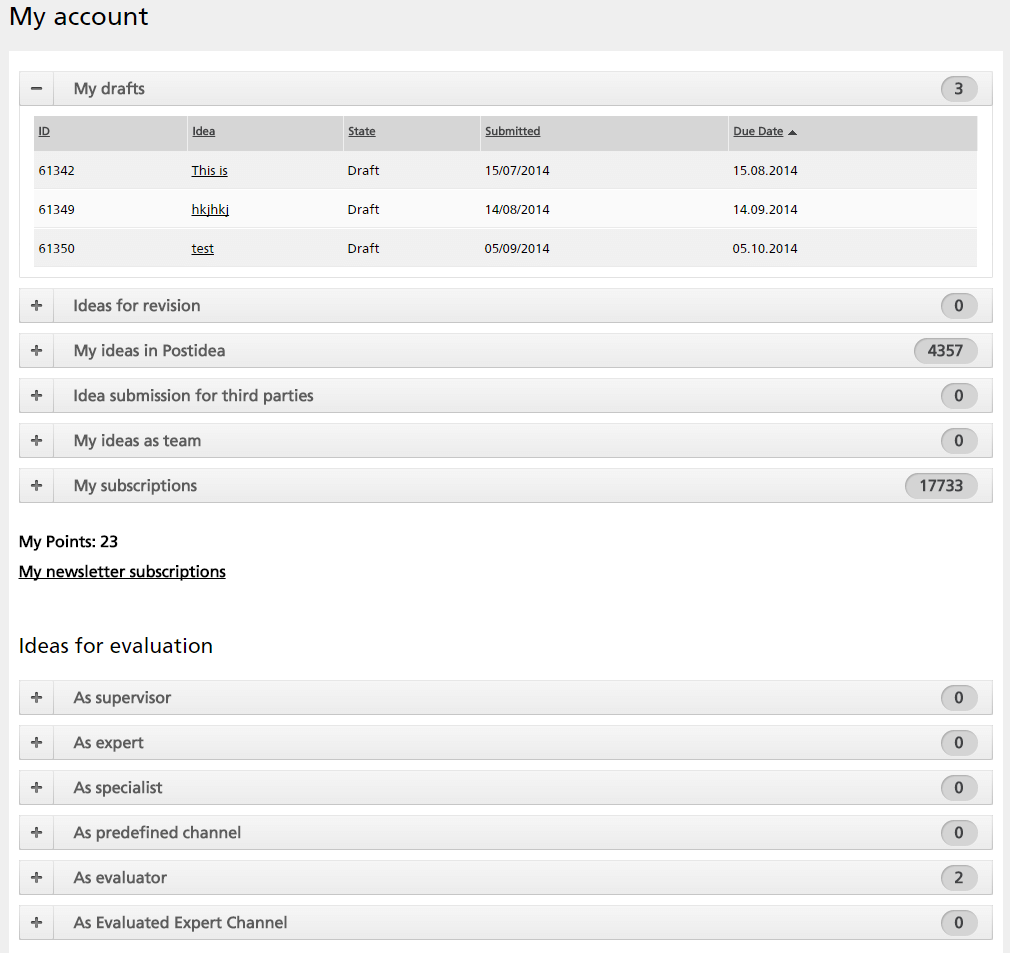 My account
My drafts 3
ID Idea State Submitted Due Date
61342 This is Draft 15/07/2014 15.08.2014
61349 hkjhkj Draft 14/08/2014 14.09.2014
61350 test Draft 05/09/2014 05.10.2014
Ideas for revision 0
My ideas in Postidea 4357
Idea submission for third parties 0
My ideas as team 0
My subscriptions 17733
My Points: 23
My newsletter subscriptions
Ideas for evaluation
As supervisor 0
As expert 0
As specialist 0
As predefined channel 0
As evaluator 2
As Evaluated Expert Channel 0